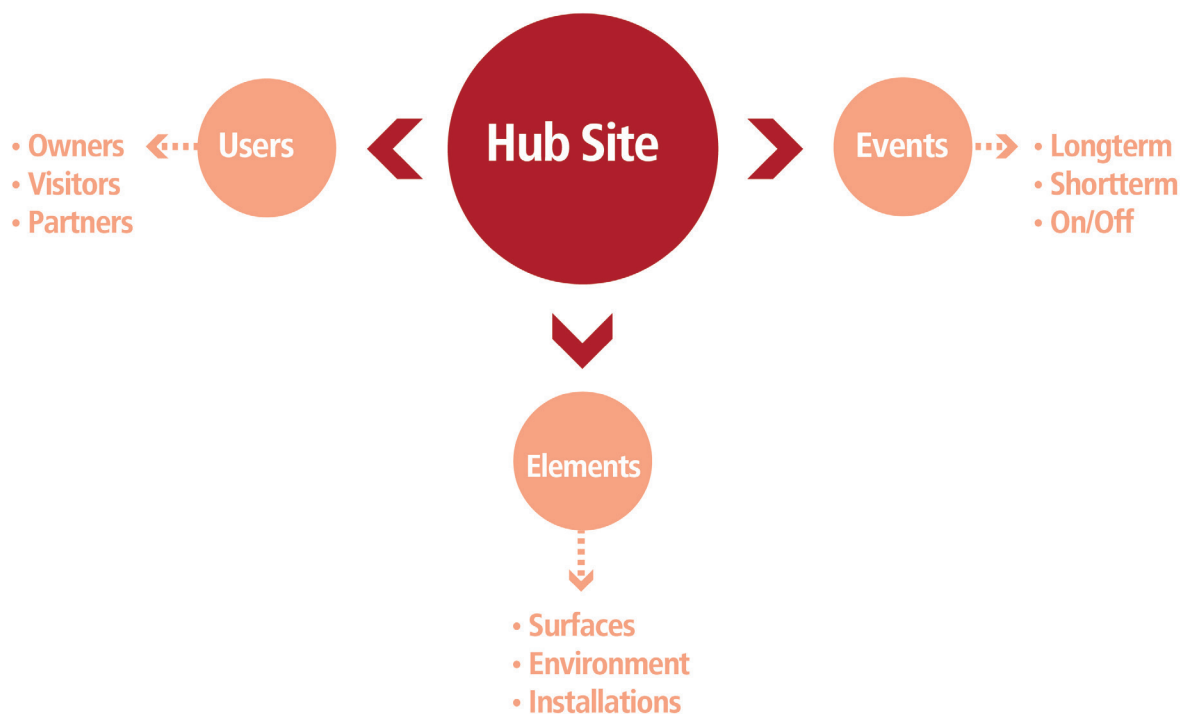 Hub Site
Users
• Owners
• Visitors
• Partners
Events
• Longterm
• Shortterm
• On/Off
Elements
• Surfaces
• Environment
• Installations